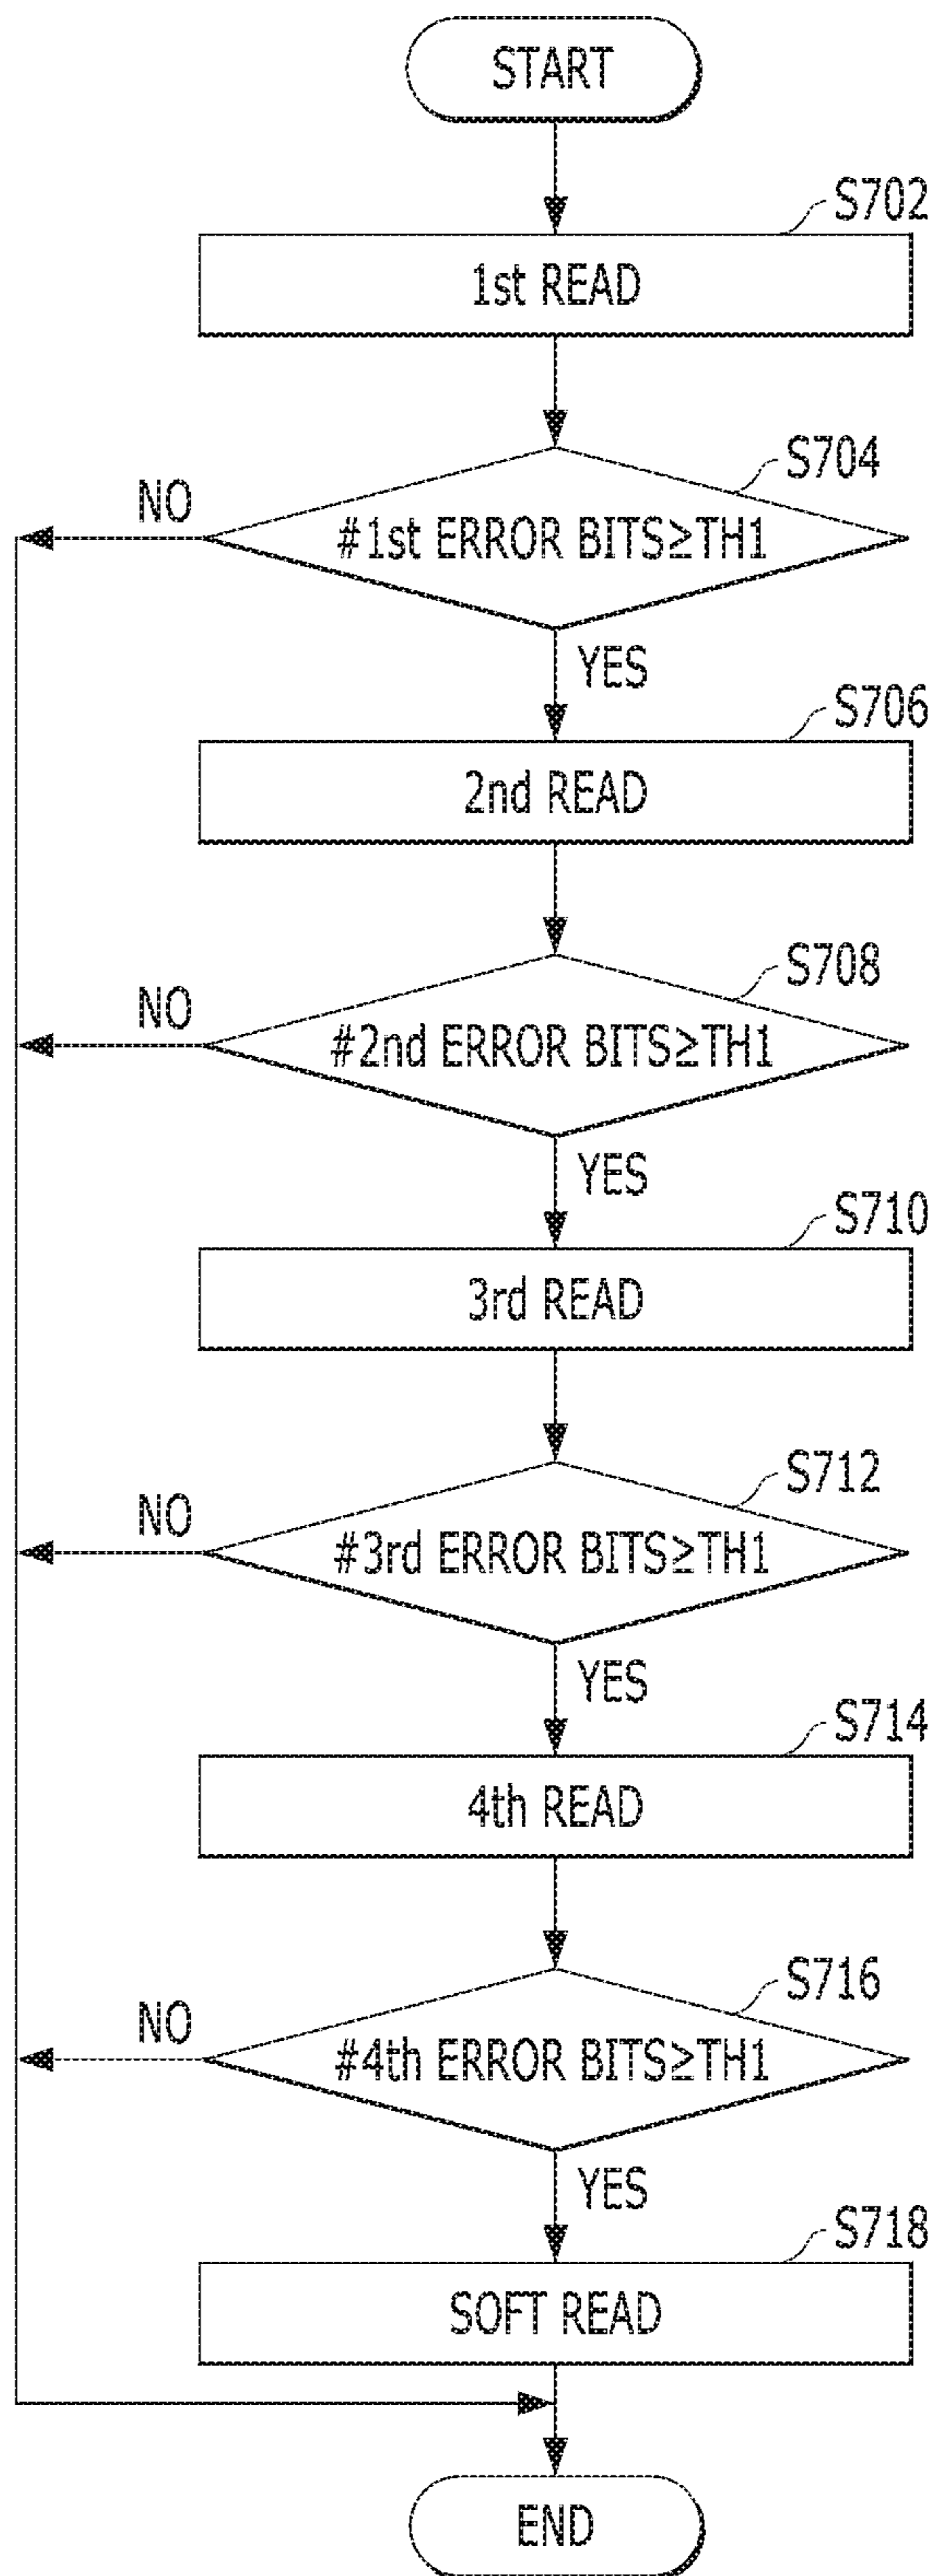 START
S702
1st READ
S704
NO
#1st ERROR BITS≥TH1
YES
S706
2nd READ
S708
NO
#2nd ERROR BITS≥TH1
YES
S710
3rd READ
S712
NO
#3rd ERROR BITS≥TH1
YES
S714
4th READ
S716
NO
#4th ERROR BITS≥TH1
YES
S718
SOFT READ
END